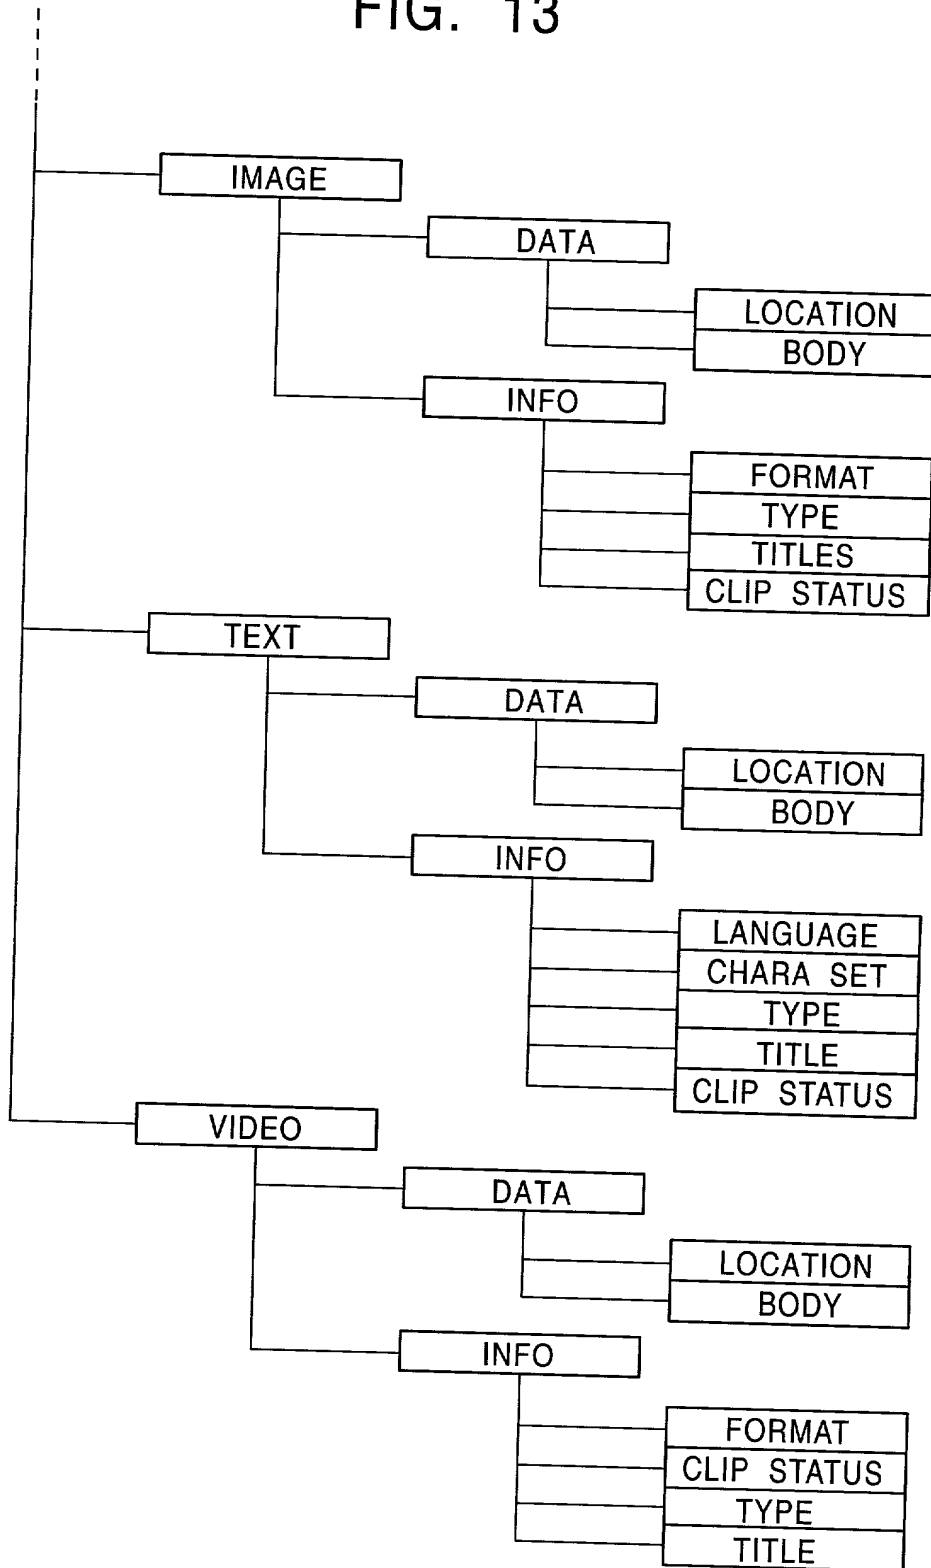 FIG. 13
IMAGE
DATA
LOCATION
BODY
INFO
FORMAT
TYPE
TITLES
CLIP STATUS
TEXT
DATA
LOCATION
BODY
INFO
LANGUAGE
CHARA SET
TYPE
TITLE
CLIP STATUS
VIDEO
DATA
LOCATION
BODY
INFO
FORMAT
CLIP STATUS
TYPE
TITLE